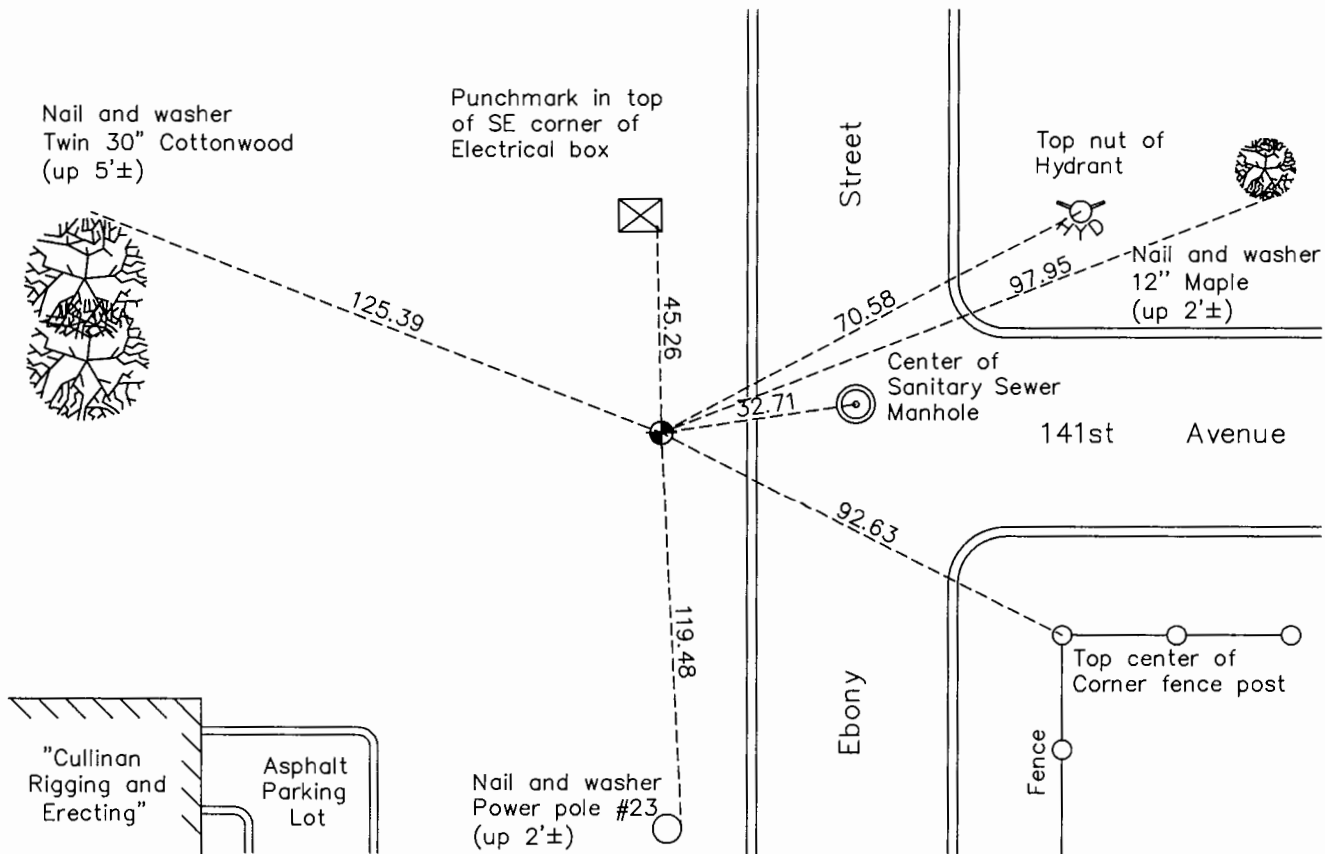 Nail and washer
Twin 30" Cottonwood
(up 5'±)
Punchmark in top
of SE corner of
Electrical box
Street
Top nut of
Hydrant
HYD
Nail and washer
12" Maple
(up 2'±)
125.39
45.26
70.58
97.95
32.71
Center of
Sanitary Sewer
Manhole
141st Avenue
92.63
119.48
Top center of
Corner fence post
Ebony
Fence
"Cullinan
Rigging and
Erecting"
Asphalt
Parking
Lot
Nail and washer
Power pole #23
(up 2'±)